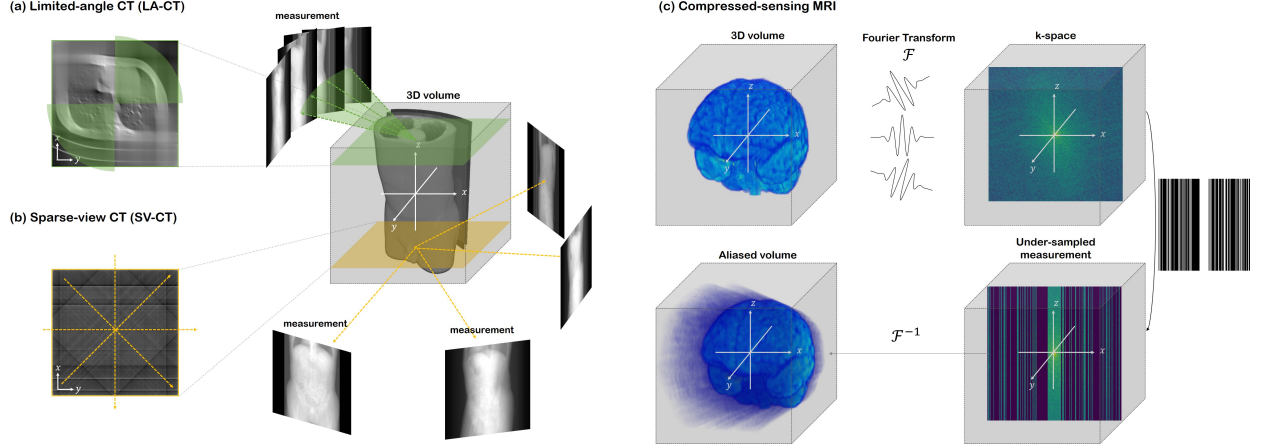 (a) Limited-angle CT (LA-CT)
measurement
3D volume
x
y
z
x
y
(b) Sparse-view CT (SV-CT)
x
y
measurement
measurement
(c) Compressed-sensing MRI
3D volume
z
x
y
Fourier Transform
ℱ
k-space
z
x
y
Aliased volume
z
x
y
ℱ⁻¹
Under-sampled
measurement
z
x
y